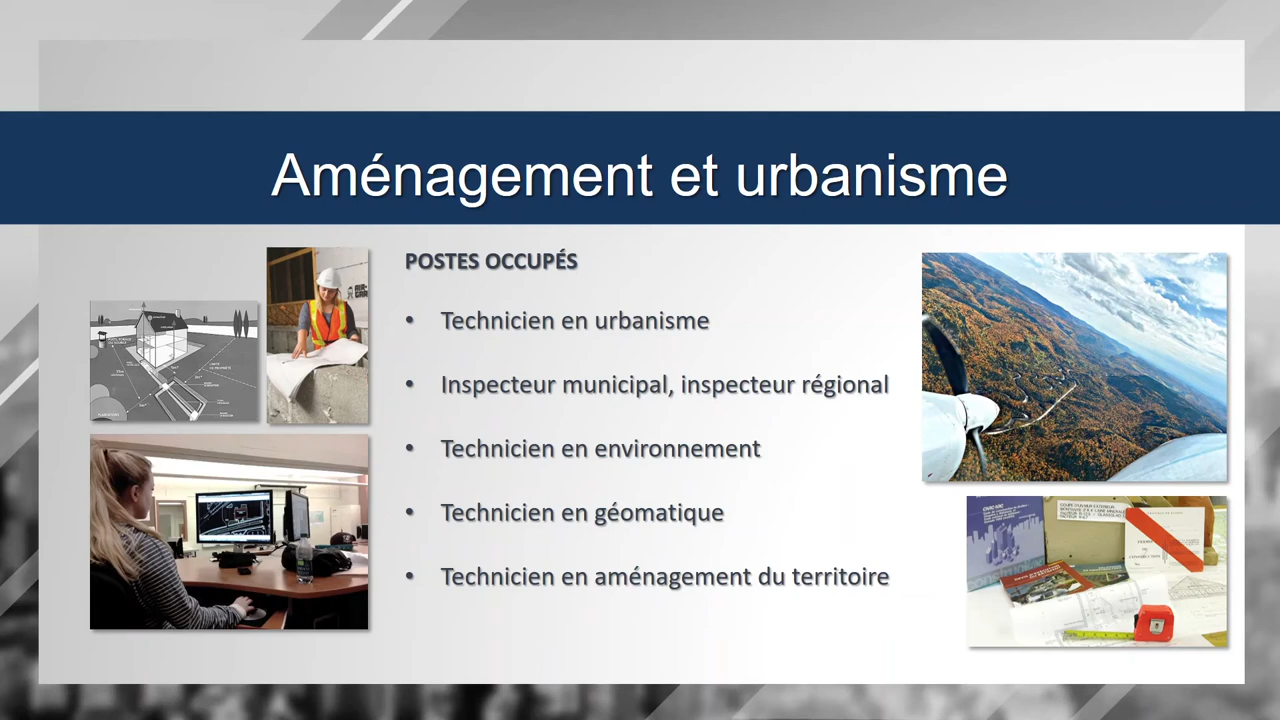 Aménagement et urbanisme
POSTES OCCUPÉS
• Technicien en urbanisme
• Inspecteur municipal, inspecteur régional
• Technicien en environnement
• Technicien en géomatique
• Technicien en aménagement du territoire